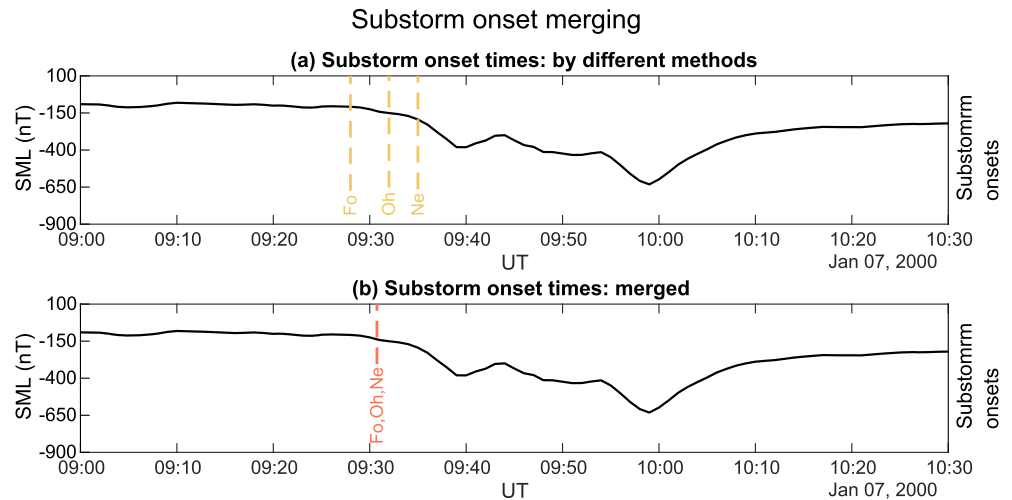 Substorm onset merging
(a) Substorm onset times: by different methods
100
-150
-400
-650
-900
SML (nT)
Fo
Oh
Ne
Substomrm
onsets
09:00 09:10 09:20 09:30 09:40 09:50 10:00 10:10 10:20 10:30
UT
Jan 07, 2000
(b) Substorm onset times: merged
100
-150
-400
-650
-900
SML (nT)
Fo,Oh,Ne
Substomrm
onsets
09:00 09:10 09:20 09:30 09:40 09:50 10:00 10:10 10:20 10:30
UT
Jan 07, 2000